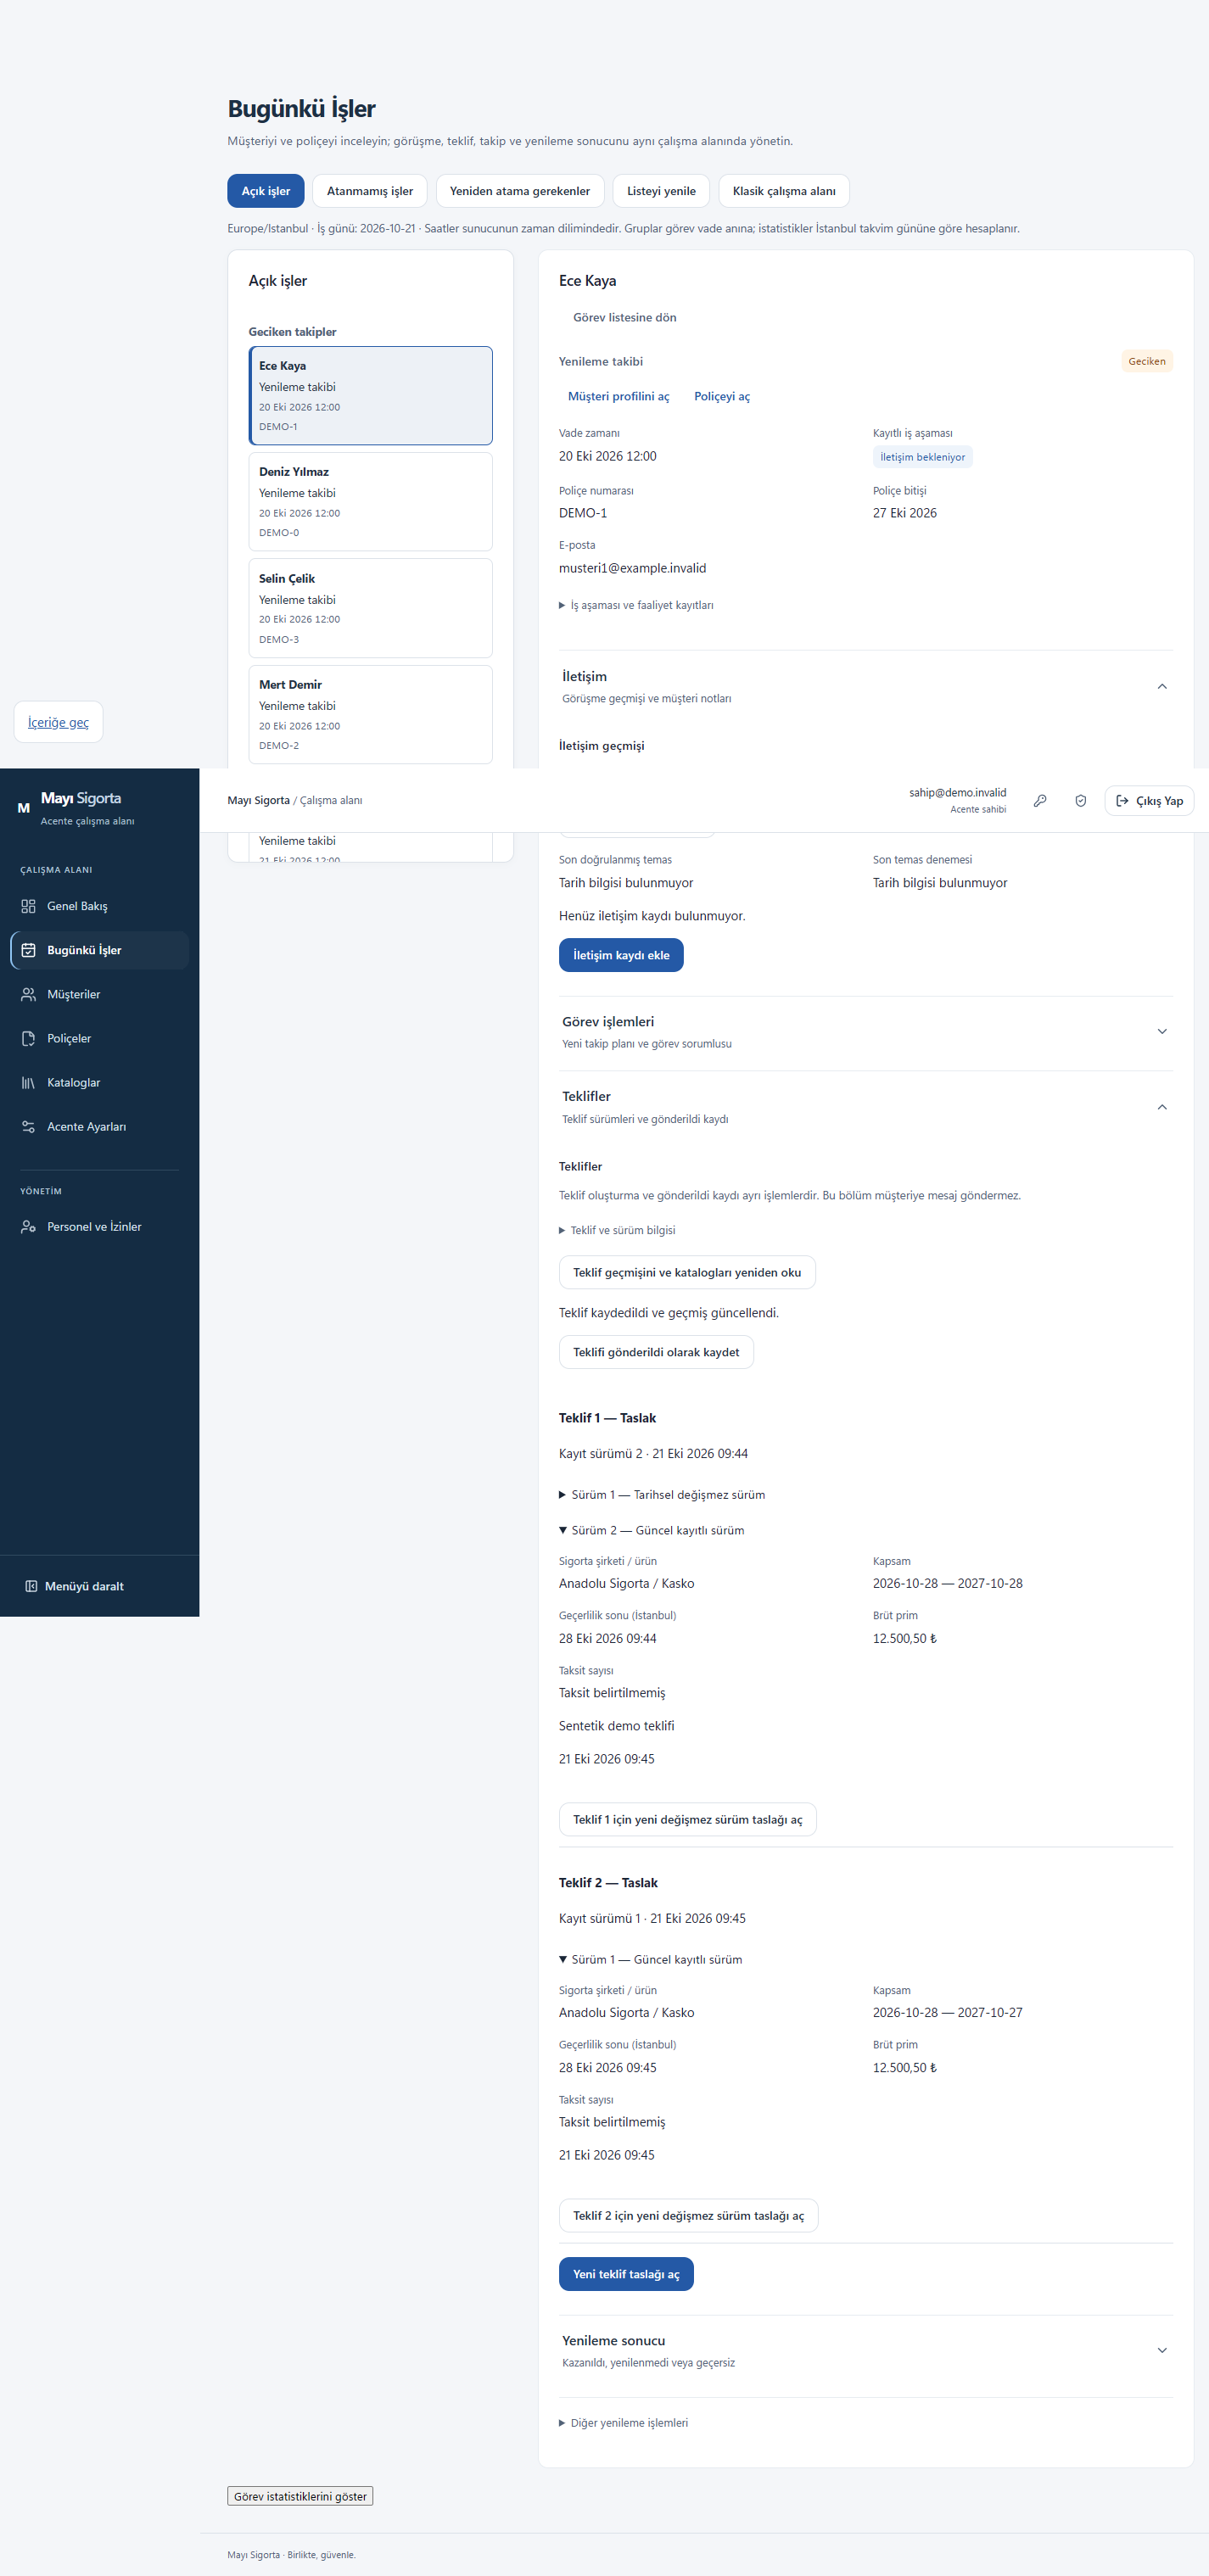 Bugünkü İşler
Müşteriyi ve poliçeyi inceleyin; görüşme, teklif, takip ve yenileme sonucunu aynı çalışma alanında yönetin.
Açık işler
Atanmamış işler
Yeniden atama gerekenler
Listeyi yenile
Klasik çalışma alanı
Europe/Istanbul · İş günü: 2026-10-21 · Saatler sunucunun zaman dilimindedir. Gruplar görev vade anına; istatistikler İstanbul takvim gününe göre hesaplanır.
Açık işler
Geciken takipler
Ece Kaya
Yenileme takibi
20 Eki 2026 12:00
DEMO-1
Deniz Yılmaz
Yenileme takibi
20 Eki 2026 12:00
DEMO-0
Selin Çelik
Yenileme takibi
20 Eki 2026 12:00
DEMO-3
Mert Demir
Yenileme takibi
20 Eki 2026 12:00
DEMO-2
Yenileme takibi
21 Eki 2026 12:00
Ece Kaya
Görev listesine dön
Yenileme takibi
Geciken
Müşteri profilini aç
Poliçeyi aç
Vade zamanı
20 Eki 2026 12:00
Kayıtlı iş aşaması
İletişim bekleniyor
Poliçe numarası
DEMO-1
Poliçe bitişi
27 Eki 2026
E-posta
musteri1@example.invalid
İş aşaması ve faaliyet kayıtları
İletişim
Görüşme geçmişi ve müşteri notları
İletişim geçmişi
İçeriğe geç
M
Mayı Sigorta
Acente çalışma alanı
Mayı Sigorta / Çalışma alanı
sahip@demo.invalid
Acente sahibi
Çıkış Yap
ÇALIŞMA ALANI
Genel Bakış
Bugünkü İşler
Müşteriler
Poliçeler
Kataloglar
Acente Ayarları
YÖNETİM
Personel ve İzinler
Menüyü daralt
Son doğrulanmış temas
Tarih bilgisi bulunmuyor
Son temas denemesi
Tarih bilgisi bulunmuyor
Henüz iletişim kaydı bulunmuyor.
İletişim kaydı ekle
Görev işlemleri
Yeni takip planı ve görev sorumlusu
Teklifler
Teklif sürümleri ve gönderildi kaydı
Teklifler
Teklif oluşturma ve gönderildi kaydı ayrı işlemlerdir. Bu bölüm müşteriye mesaj göndermez.
Teklif ve sürüm bilgisi
Teklif geçmişini ve katalogları yeniden oku
Teklif kaydedildi ve geçmiş güncellendi.
Teklifi gönderildi olarak kaydet
Teklif 1 — Taslak
Kayıt sürümü 2 · 21 Eki 2026 09:44
Sürüm 1 — Tarihsel değişmez sürüm
Sürüm 2 — Güncel kayıtlı sürüm
Sigorta şirketi / ürün
Anadolu Sigorta / Kasko
Kapsam
2026-10-28 — 2027-10-28
Geçerlilik sonu (İstanbul)
28 Eki 2026 09:44
Brüt prim
12.500,50 ₺
Taksit sayısı
Taksit belirtilmemiş
Sentetik demo teklifi
21 Eki 2026 09:45
Teklif 1 için yeni değişmez sürüm taslağı aç
Teklif 2 — Taslak
Kayıt sürümü 1 · 21 Eki 2026 09:45
Sürüm 1 — Güncel kayıtlı sürüm
Sigorta şirketi / ürün
Anadolu Sigorta / Kasko
Kapsam
2026-10-28 — 2027-10-27
Geçerlilik sonu (İstanbul)
28 Eki 2026 09:45
Brüt prim
12.500,50 ₺
Taksit sayısı
Taksit belirtilmemiş
21 Eki 2026 09:45
Teklif 2 için yeni değişmez sürüm taslağı aç
Yeni teklif taslağı aç
Yenileme sonucu
Kazanıldı, yenilenmedi veya geçersiz
Diğer yenileme işlemleri
Görev istatistiklerini göster
Mayı Sigorta · Birlikte, güvenle.